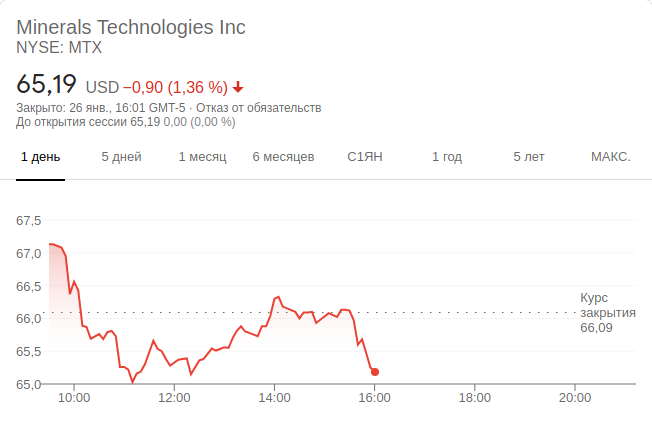 Minerals Technologies Inc
NYSE: MTX
65,19 USD −0,90 (1,36 %)
Закрыто: 26 янв., 16:01 GMT-5 · Отказ от обязательств
До открытия сессии 65,19 0,00 (0,00 %)
1 день 5 дней 1 месяц 6 месяцев С1ЯН 1 год 5 лет МАКС.
67,5
67,0
66,5
66,0
65,5
65,0
Курс
закрытия
66,09
10:00 12:00 14:00 16:00 18:00 20:00